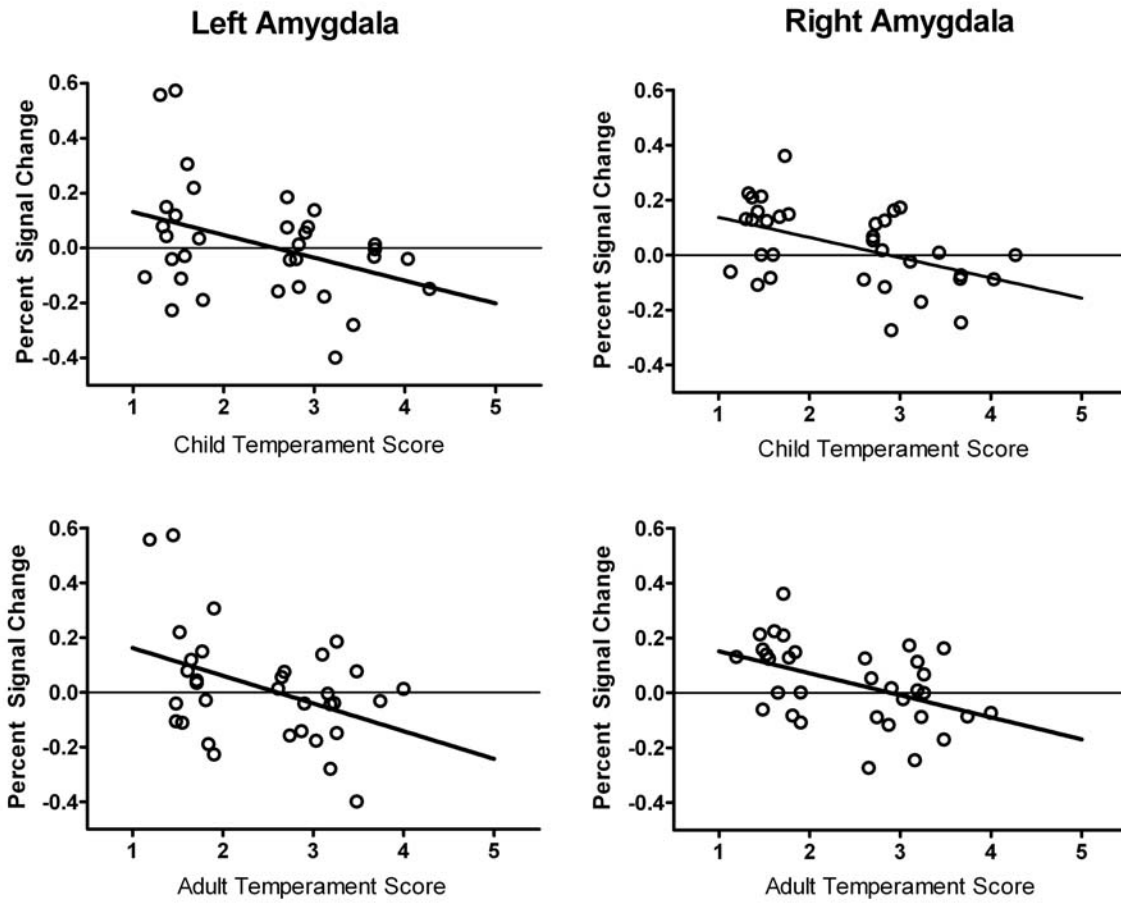 Left Amygdala
Right Amygdala
Percent Signal Change
0.6
0.4
0.2
0.0
-0.2
-0.4
1 2 3 4 5
Child Temperament Score
Percent Signal Change
0.6
0.4
0.2
0.0
-0.2
-0.4
1 2 3 4 5
Child Temperament Score
Percent Signal Change
0.6
0.4
0.2
0.0
-0.2
-0.4
1 2 3 4 5
Adult Temperament Score
Percent Signal Change
0.6
0.4
0.2
0.0
-0.2
-0.4
1 2 3 4 5
Adult Temperament Score